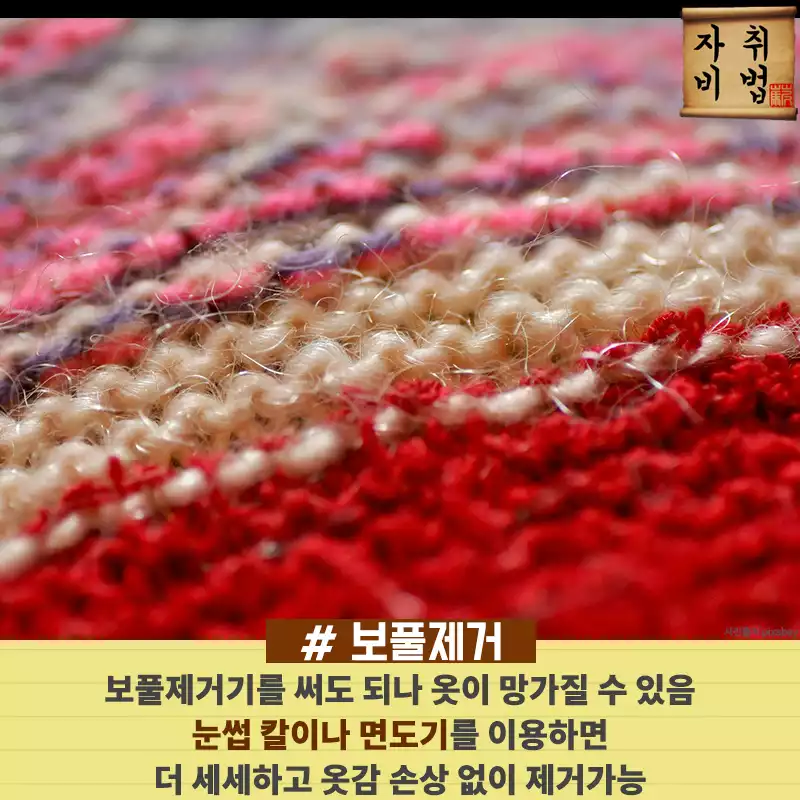 자취
비법
# 보풀제거
보풀제거기를 써도 되나 옷이 망가질 수 있음
눈썹 칼이나 면도기를 이용하면
더 세세하고 옷감 손상 없이 제거가능